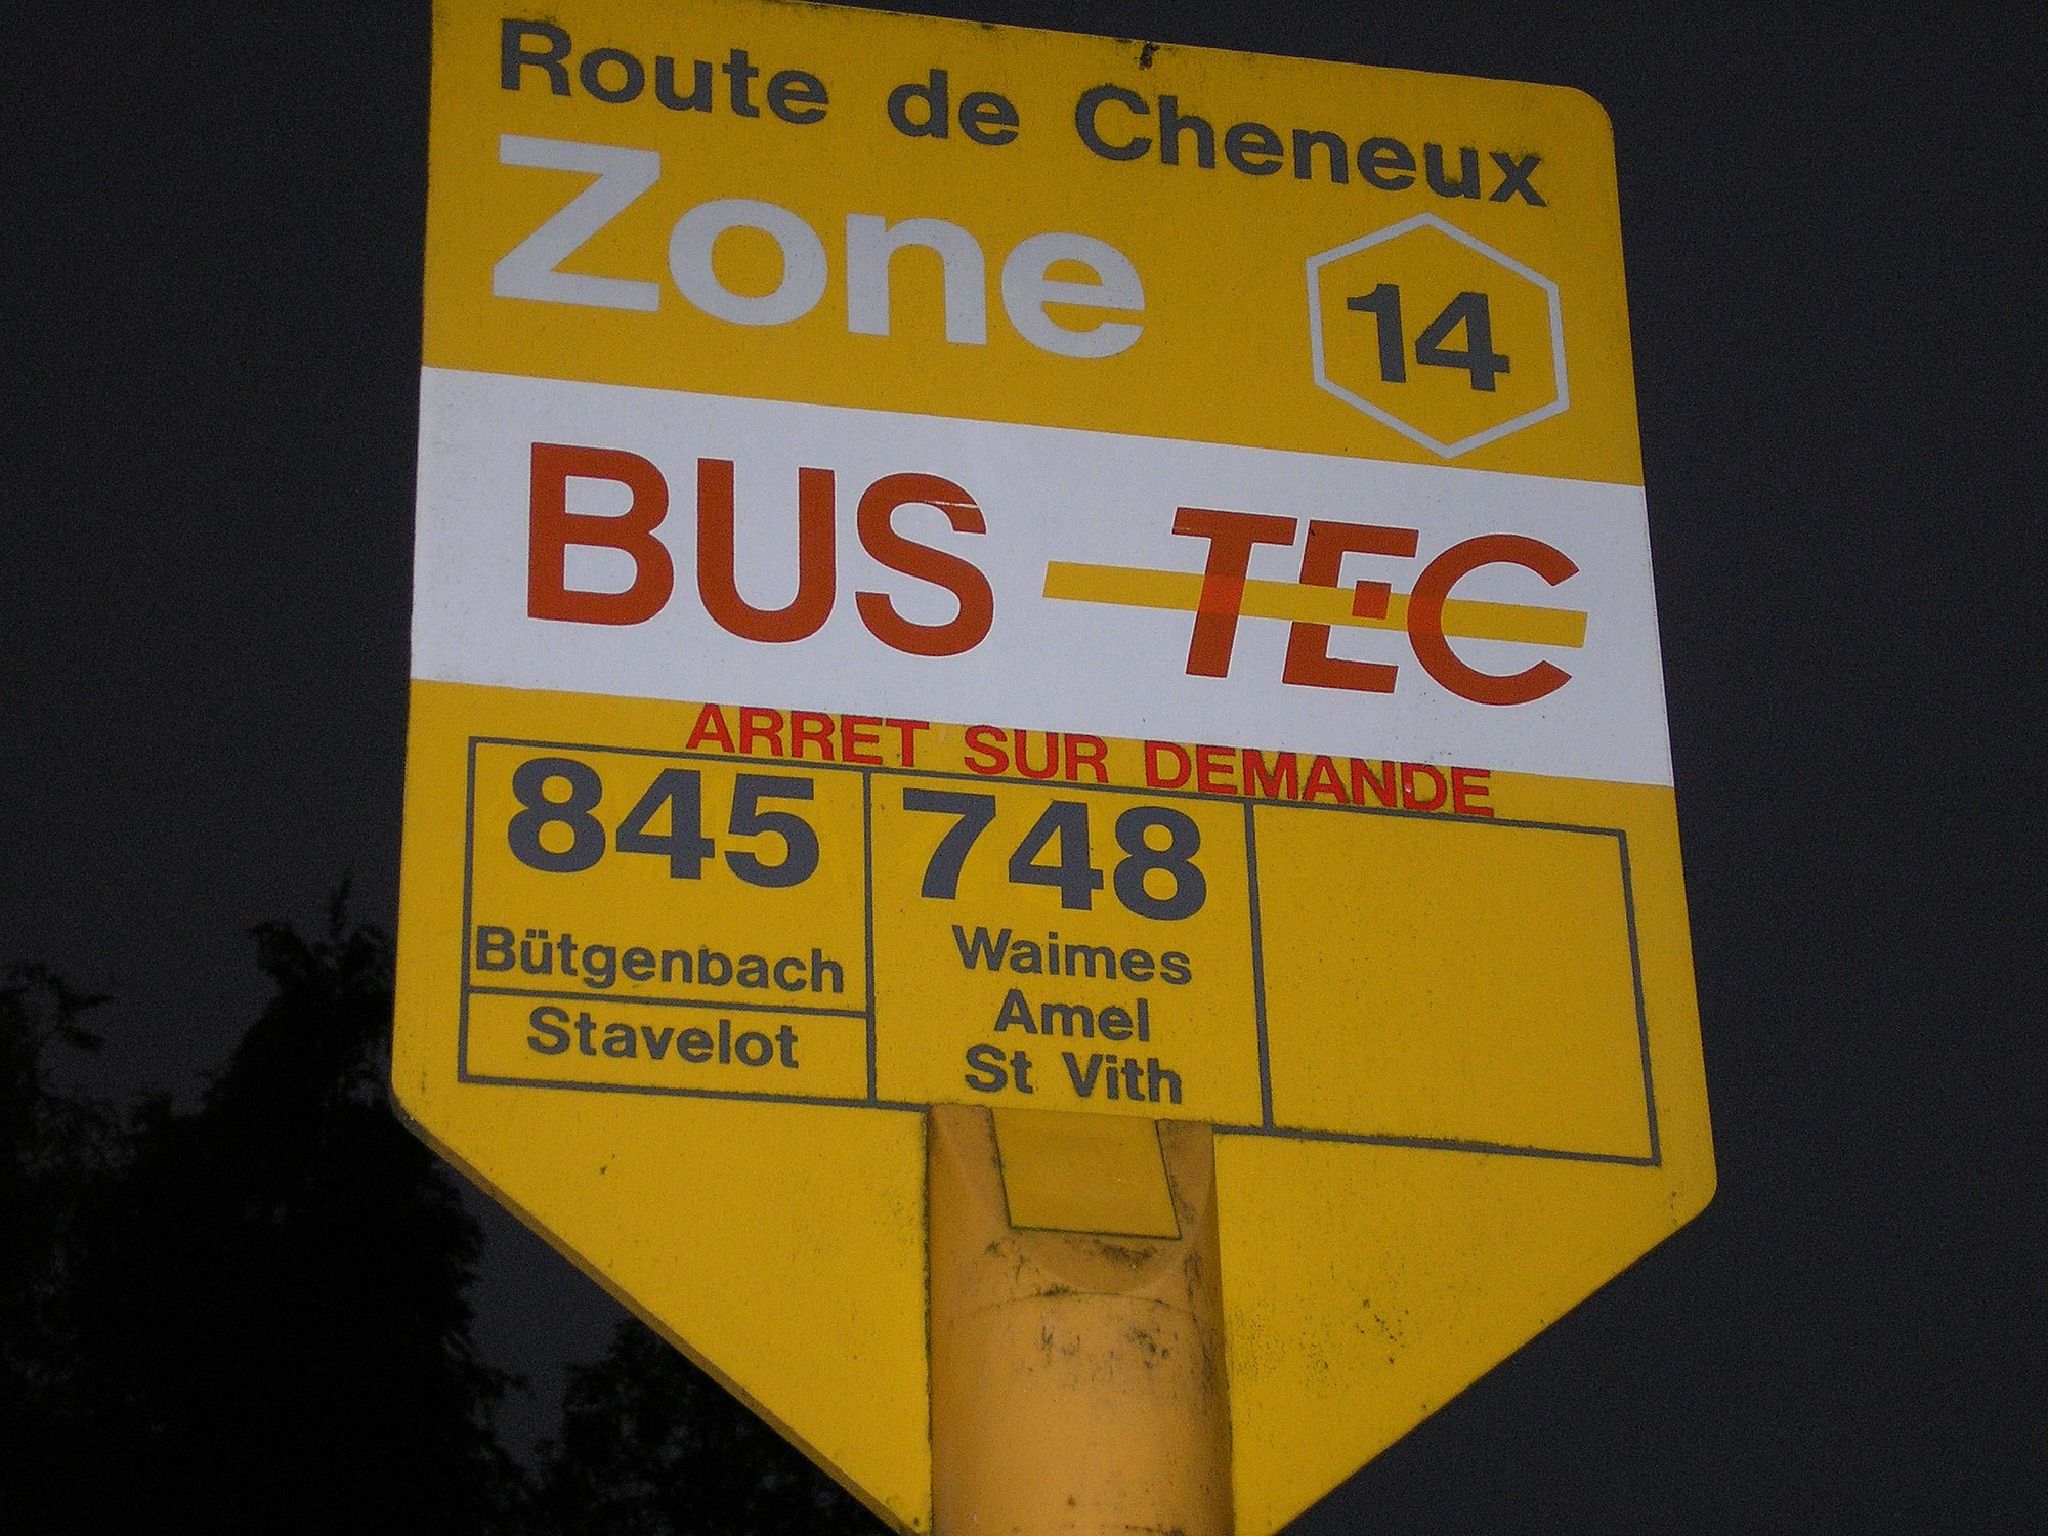 Route de Cheneux
Zone 14
BUS TEC
ARRET SUR DEMANDE
845 748
Bütgenbach
Stavelot
Waimes
Amel
St Vith